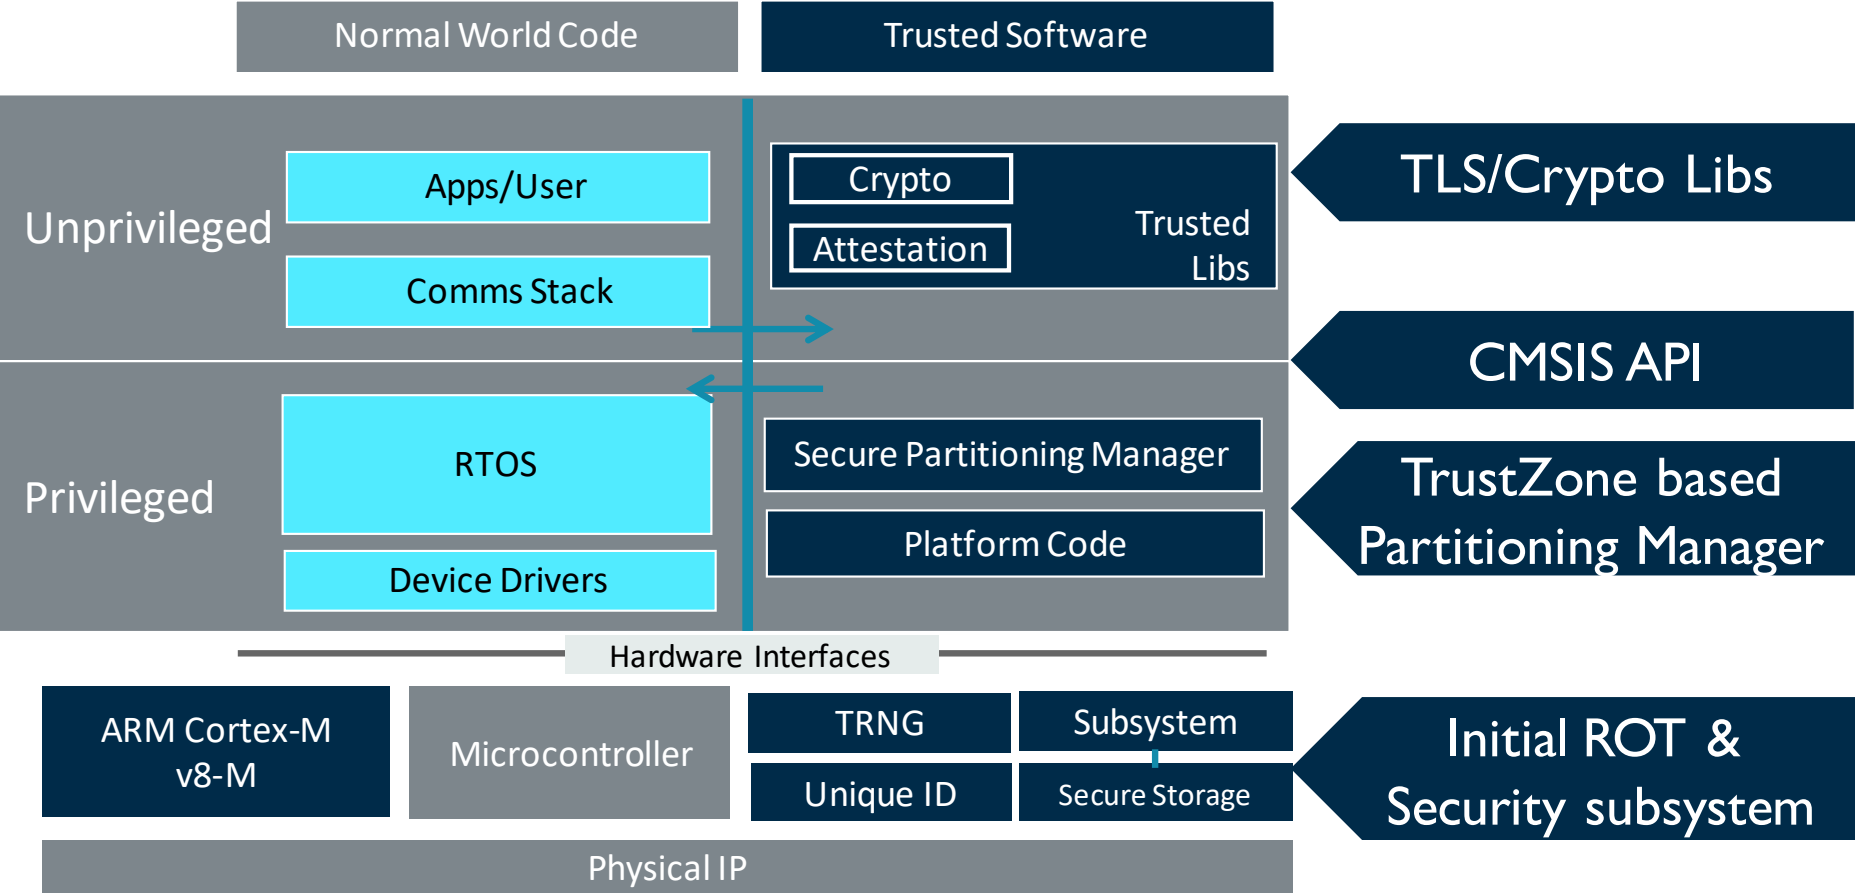 Normal World Code
Trusted Software
Unprivileged
Apps/User
Comms Stack
Crypto
Attestation
Trusted
Libs
TLS/Crypto Libs
CMSIS API
Privileged
RTOS
Device Drivers
Secure Partitioning Manager
Platform Code
TrustZone based
Partitioning Manager
Hardware Interfaces
ARM Cortex-M
v8-M
Microcontroller
TRNG
Subsystem
Unique ID
Secure Storage
Initial ROT &
Security subsystem
Physical IP